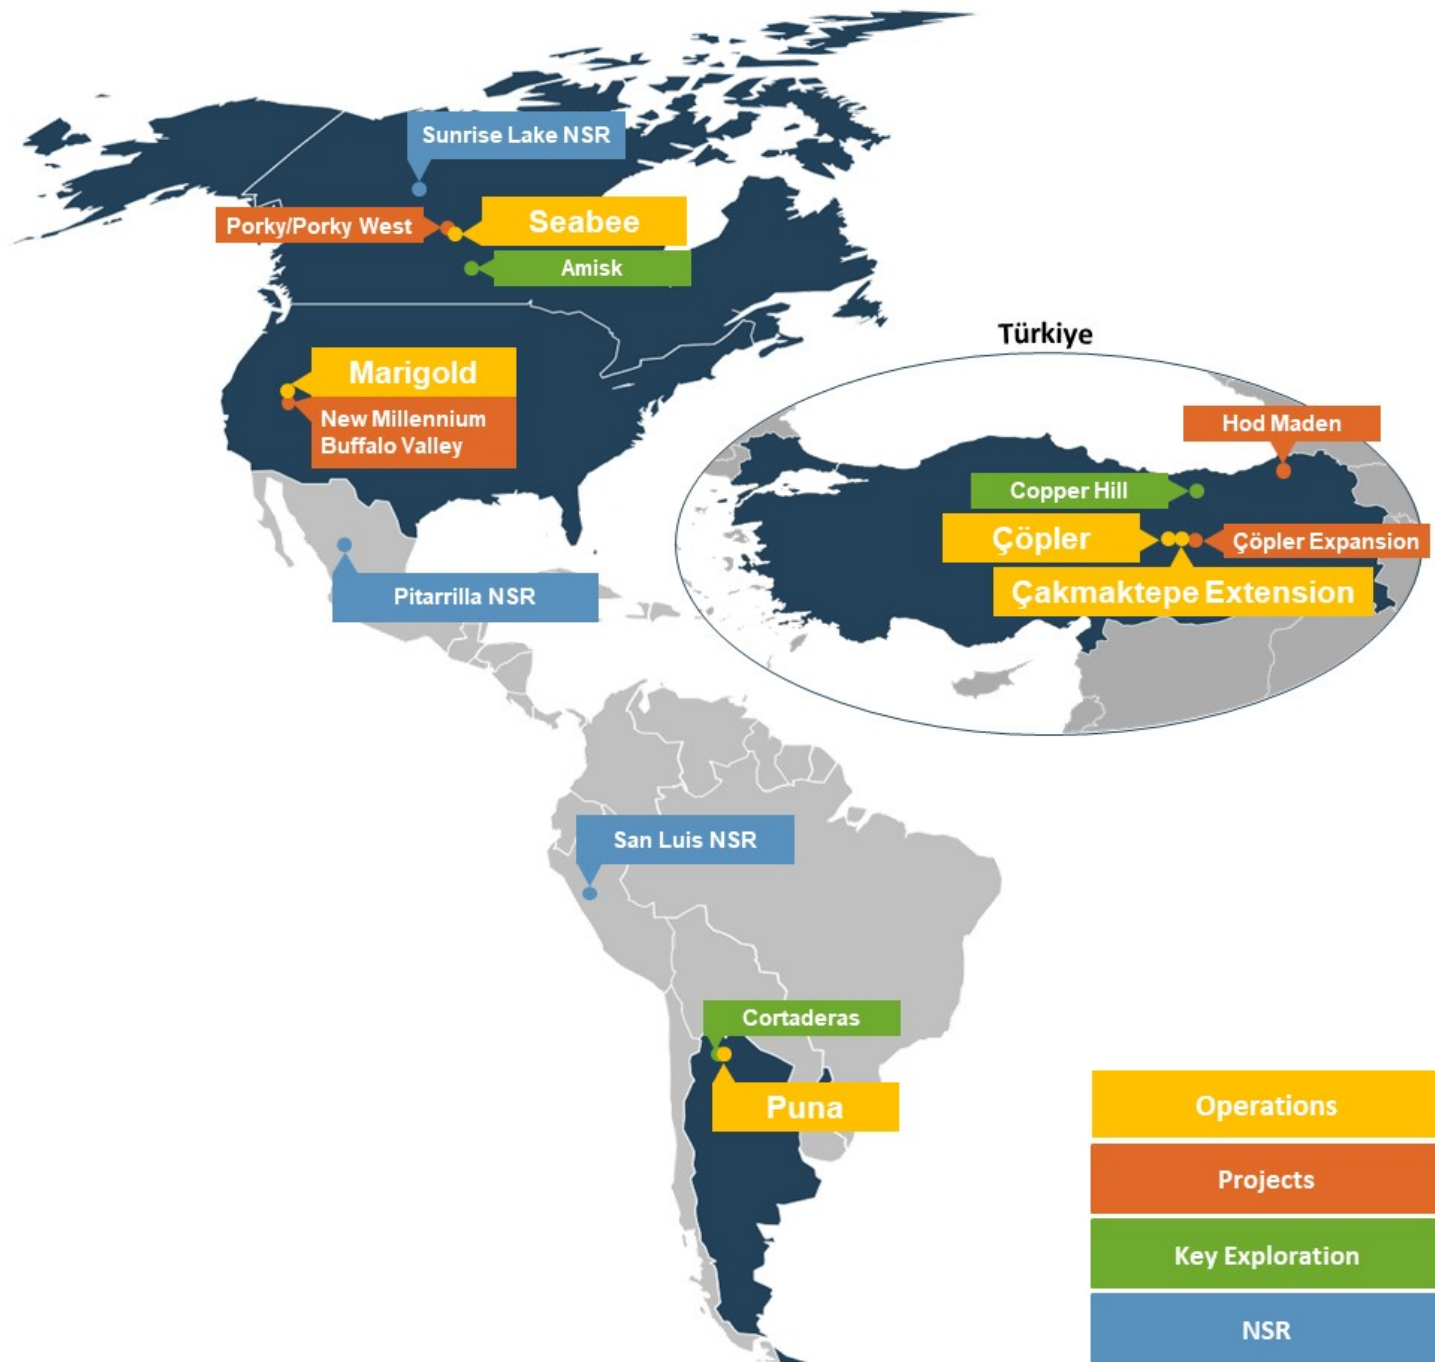 Sunrise Lake NSR
Porky/Porky West
Seabee
Amisk
Marigold
New Millennium
Buffalo Valley
Türkiye
Hod Maden
Copper Hill
Çöpler
Çöpler Expansion
Çakmaktepe Extension
Pitarrilla NSR
San Luis NSR
Cortaderas
Puna
Operations
Projects
Key Exploration
NSR